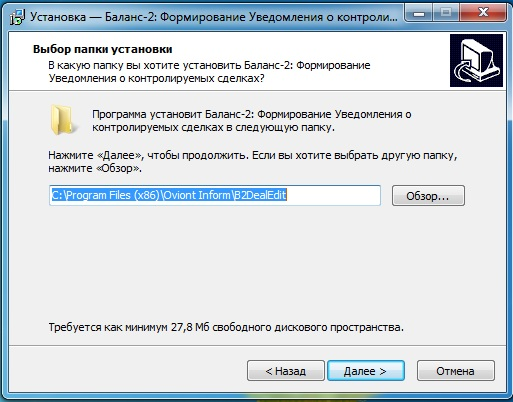 Установка — Баланс-2: Формирование Уведомления о контроли...
Выбор папки установки
В какую папку вы хотите установить Баланс-2: Формирование
Уведомления о контролируемых сделках?
Программа установит Баланс-2: Формирование Уведомления о
контролируемых сделках в следующую папку.
Нажмите «Далее», чтобы продолжить. Если вы хотите выбрать другую папку,
нажмите «Обзор».
C:\Program Files (x86)\Oviont Inform\B2DealEdit
Обзор...
Требуется как минимум 27,8 Мб свободного дискового пространства.
< Назад
Далее >
Отмена